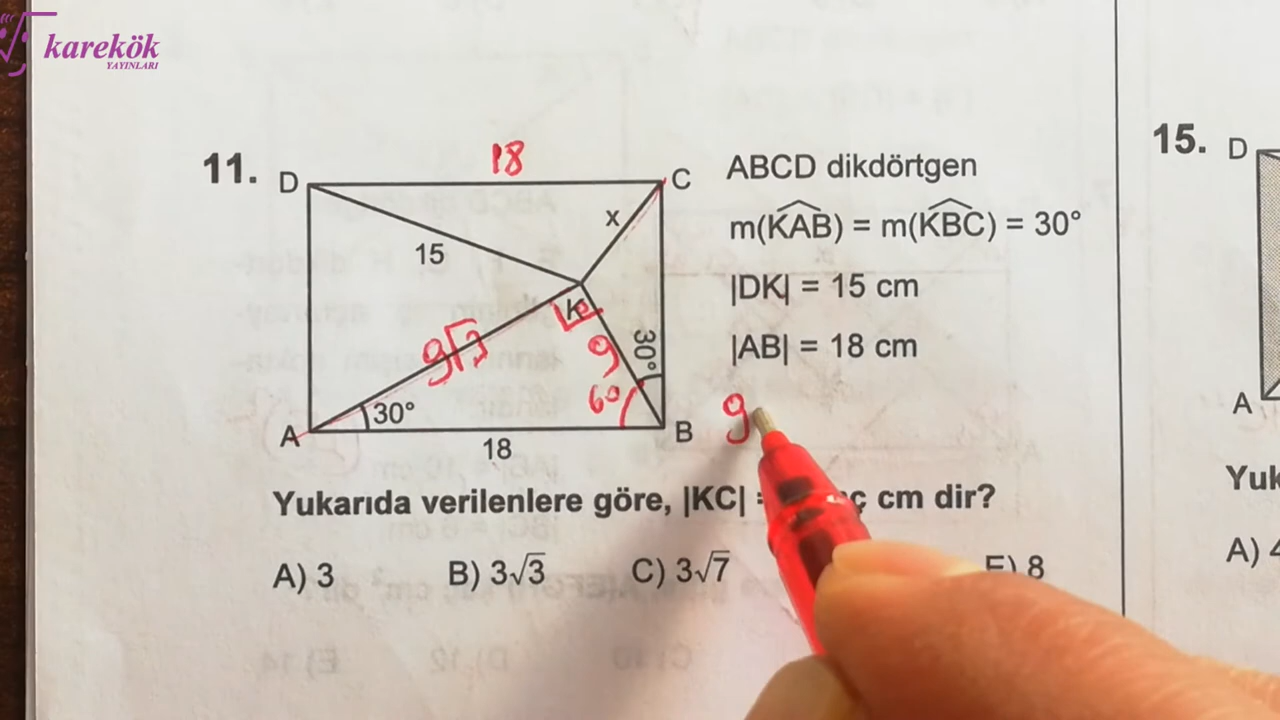 karekök
YAYINLARI
11.
18
D
C
x
15
K
9√3
9
30°
60
30°
A
B
18
ABCD dikdörtgen
m(KAB) = m(KBC) = 30°
|DK| = 15 cm
|AB| = 18 cm
9
Yukarıda verilenlere göre, |KC| cm dir?
A) 3 B) 3√3 C) 3√7 E) 8
15. D
A
Yuk
A) 4